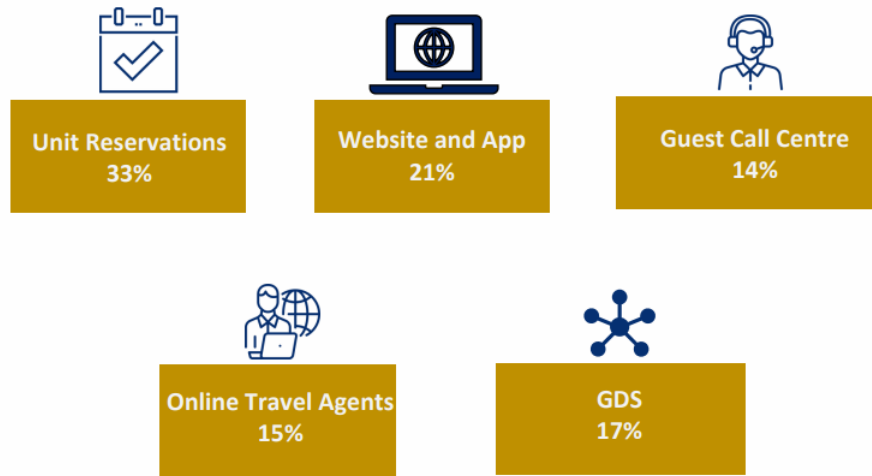 Unit Reservations
33%
Website and App
21%
Guest Call Centre
14%
Online Travel Agents
15%
GDS
17%